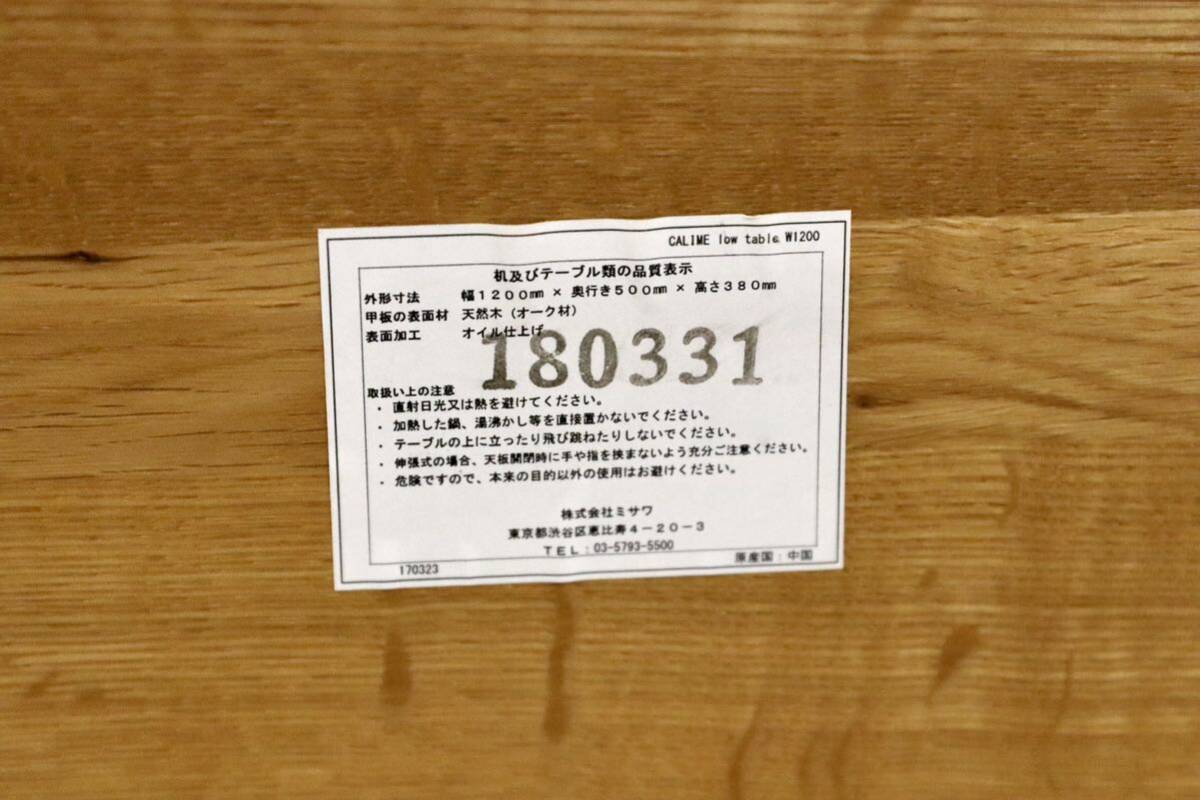 CALIME low table W1200
机及びテーブル類の品質表示
外形寸法 幅1200㎜ × 奥行き500㎜ × 高さ380㎜
甲板の表面材 天然木（オーク材）
表面加工 オイル仕上げ
180331
取扱い上の注意
・ 直射日光又は熱を避けてください。
・ 加熱した鍋、湯沸かし等を直接置かないでください。
・ テーブルの上に立ったり飛び跳ねたりしないでください。
・ 伸張式の場合、天板開閉時に手や指を挟まないよう充分ご注意ください。
・ 危険ですので、本来の目的以外の使用はお避けください。
株式会社ミサワ
東京都渋谷区恵比寿4－20－3
TEL：03-5793-5500
170323 原産国：中国